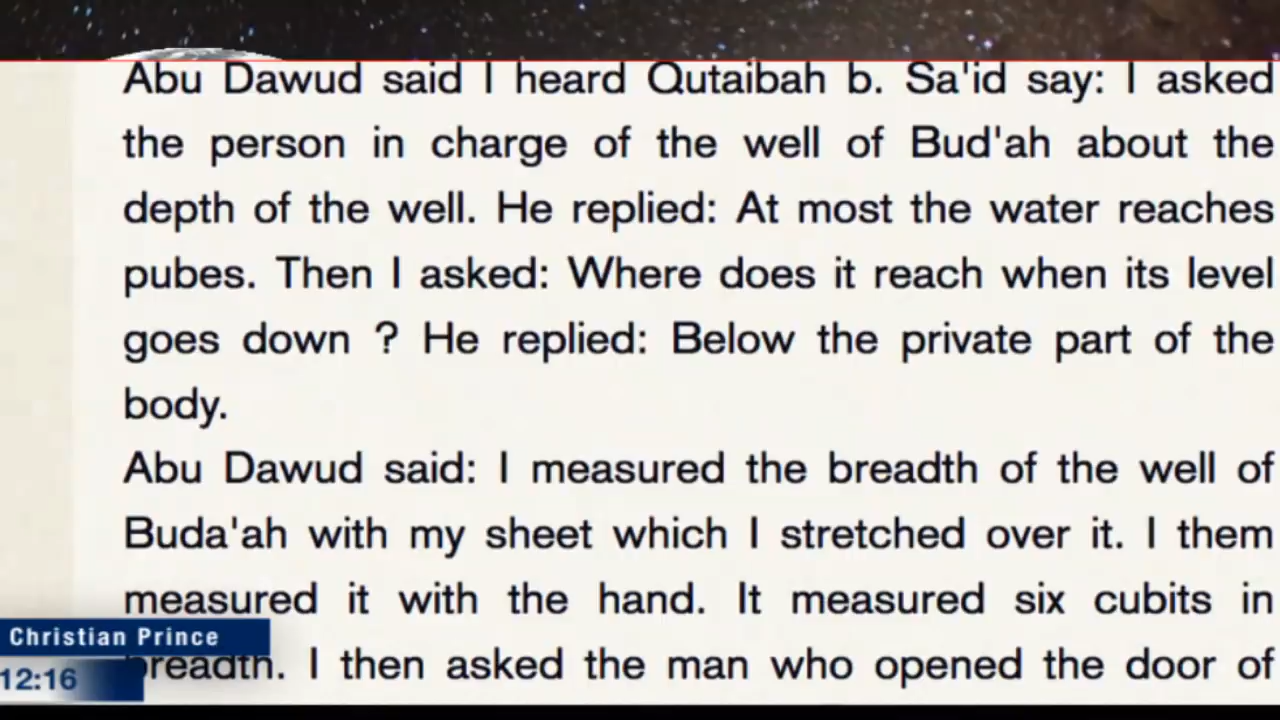 Abu Dawud said I heard Qutaibah b. Sa'id say: I asked
the person in charge of the well of Bud'ah about the
depth of the well. He replied: At most the water reaches
pubes. Then I asked: Where does it reach when its level
goes down ? He replied: Below the private part of the
body.
Abu Dawud said: I measured the breadth of the well of
Buda'ah with my sheet which I stretched over it. I them
measured it with the hand. It measured six cubits in
breadth. I then asked the man who opened the door of
Christian Prince
12:16